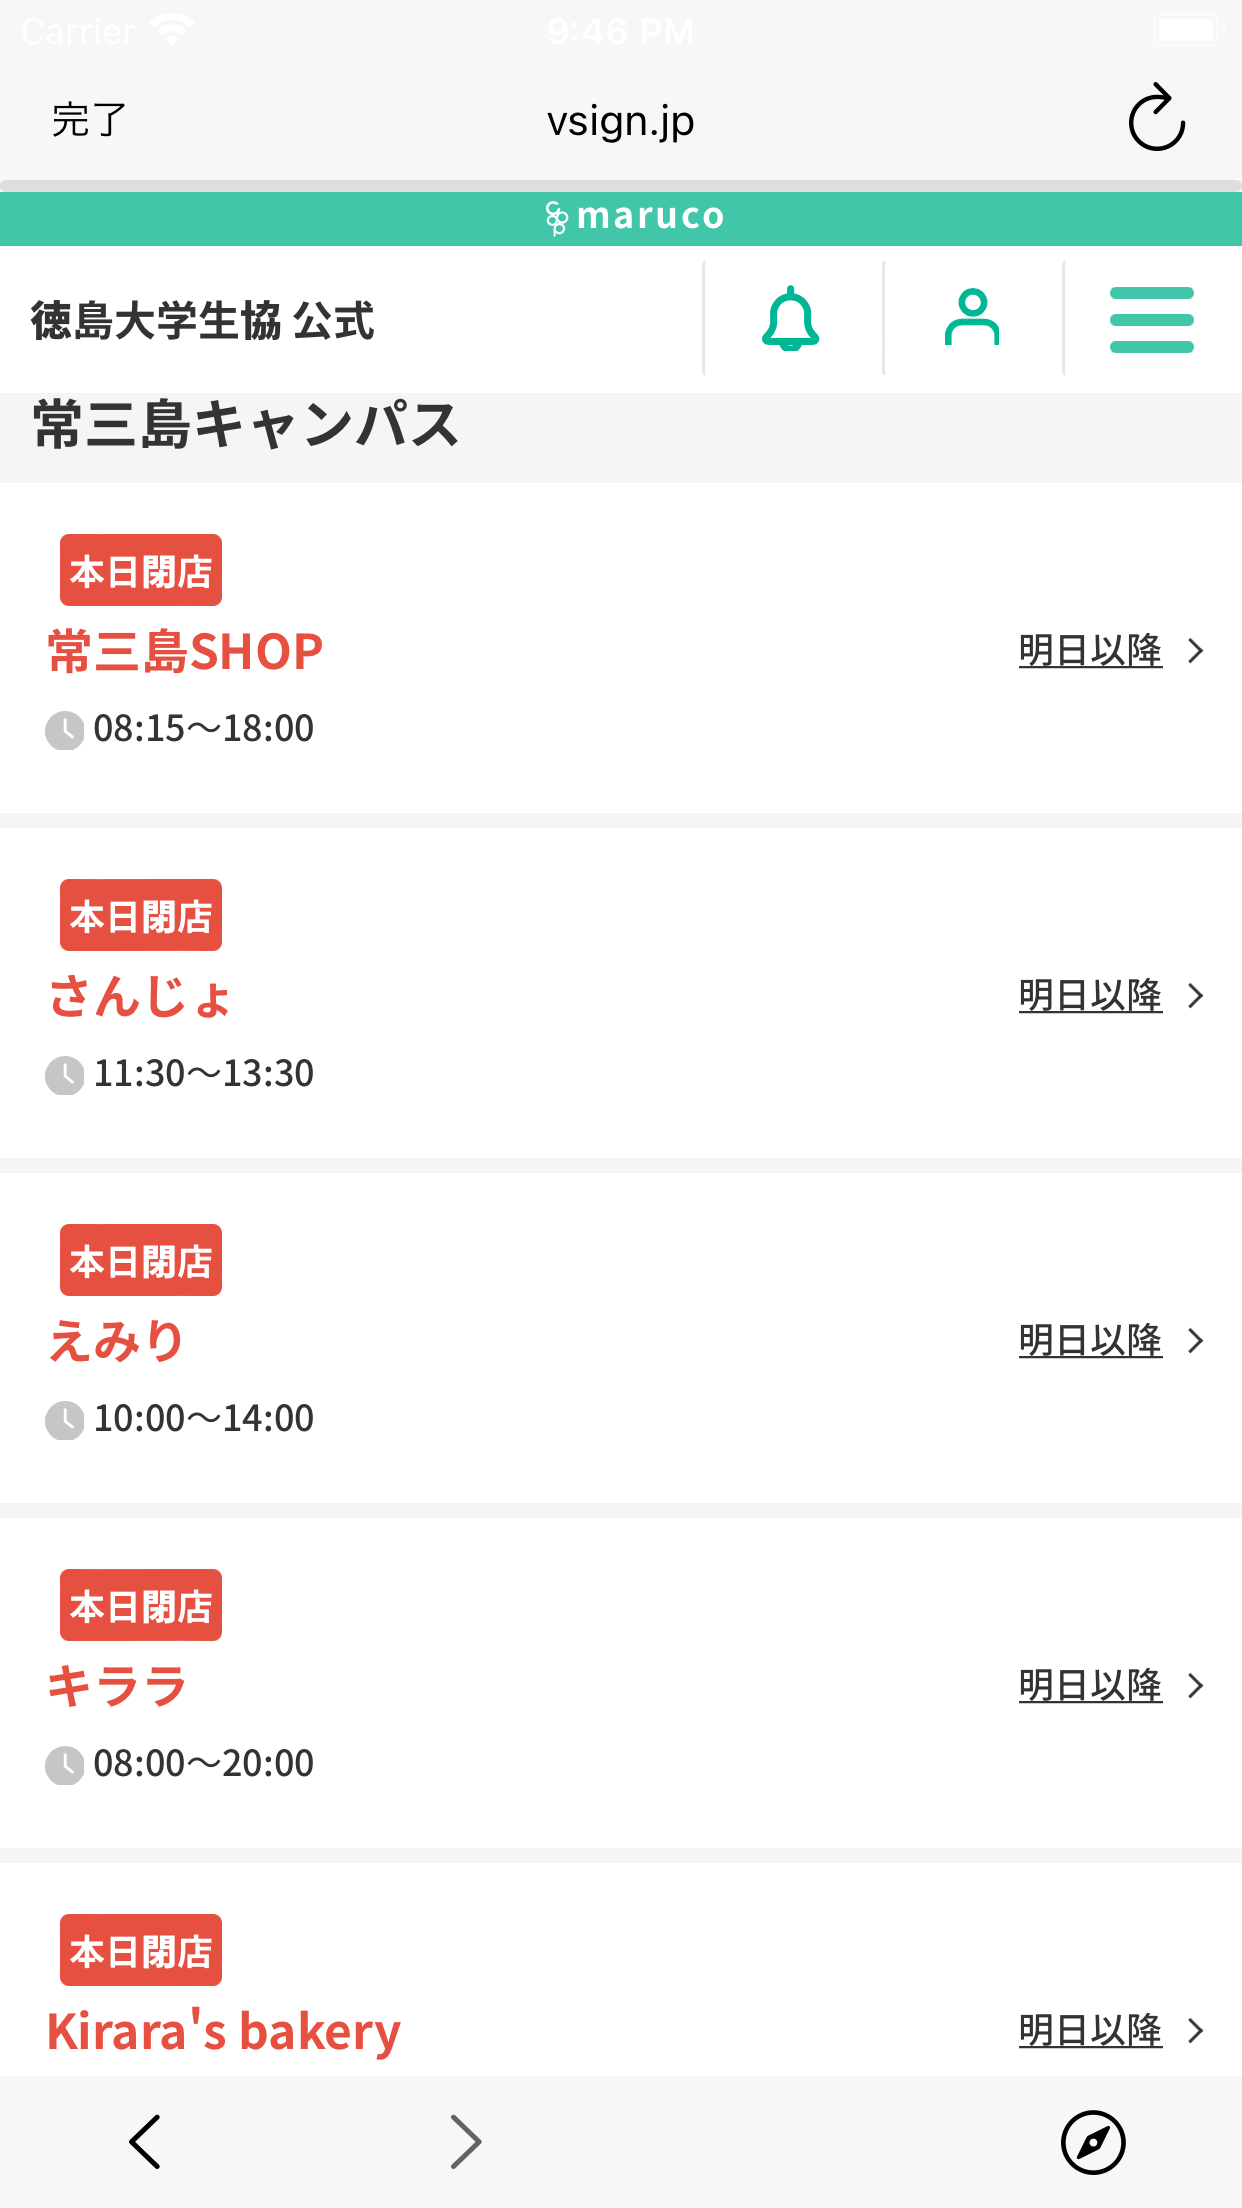 Carrier
9:46 PM
完了
vsign.jp
maruco
徳島大学生協 公式
常三島キャンパス
本日閉店
常三島SHOP
明日以降
08:15〜18:00
本日閉店
さんじょ
明日以降
11:30〜13:30
本日閉店
えみり
明日以降
10:00〜14:00
本日閉店
キララ
明日以降
08:00〜20:00
本日閉店
Kirara's bakery
明日以降